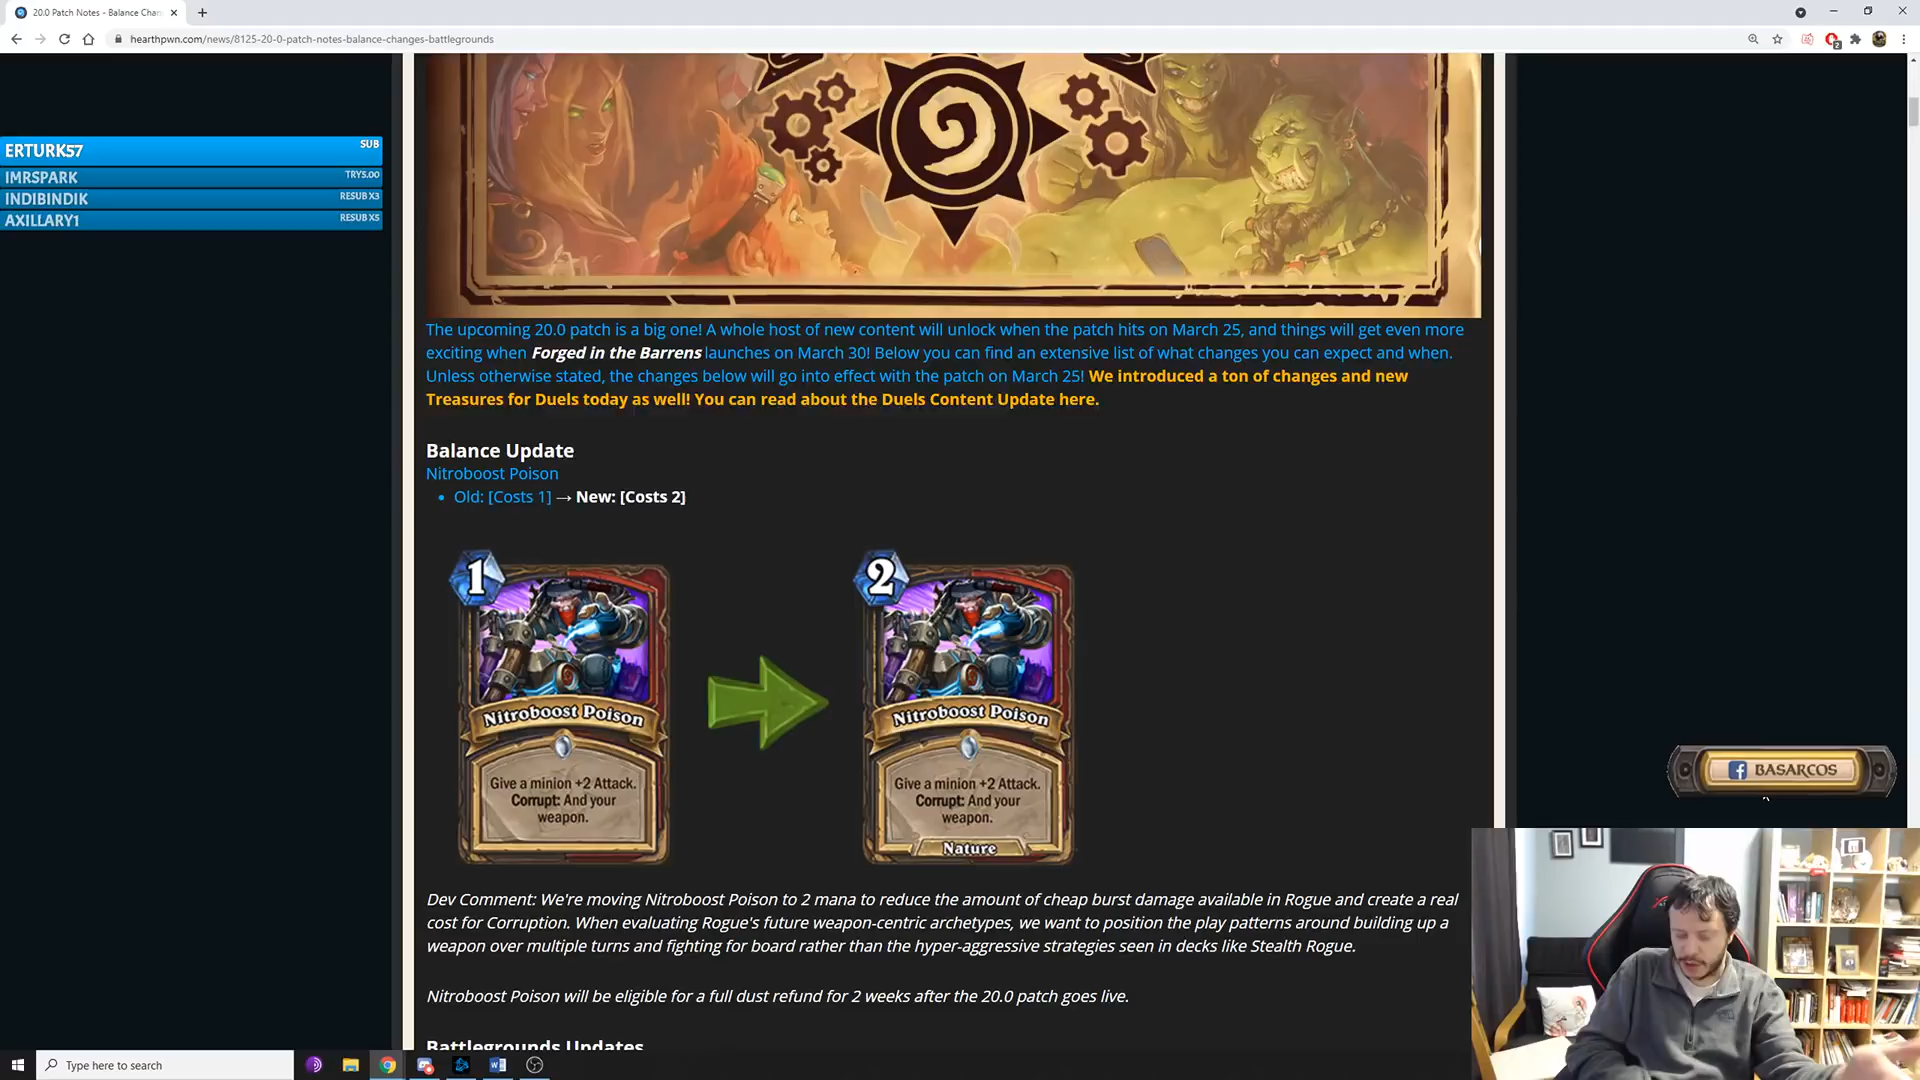 20.0 Patch Notes - Balance Chan
hearthpwn.com/news/8125-20-0-patch-notes-balance-changes-battlegrounds
2
ERTURK57 SUB
IMRSPARK TRY5.00
INDIBINDIK RESUB X3
AXILLARY1 RESUB X5
The upcoming 20.0 patch is a big one! A whole host of new content will unlock when the patch hits on March 25, and things will get even more
exciting when Forged in the Barrens launches on March 30! Below you can find an extensive list of what changes you can expect and when.
Unless otherwise stated, the changes below will go into effect with the patch on March 25! We introduced a ton of changes and new
Treasures for Duels today as well! You can read about the Duels Content Update here.
Balance Update
Nitroboost Poison
• Old: [Costs 1] → New: [Costs 2]
1
Nitroboost Poison
Give a minion +2 Attack.
Corrupt: And your
weapon.
2
Nitroboost Poison
Give a minion +2 Attack.
Corrupt: And your
weapon.
Nature
BASARCOS
Dev Comment: We're moving Nitroboost Poison to 2 mana to reduce the amount of cheap burst damage available in Rogue and create a real
cost for Corruption. When evaluating Rogue's future weapon-centric archetypes, we want to position the play patterns around building up a
weapon over multiple turns and fighting for board rather than the hyper-aggressive strategies seen in decks like Stealth Rogue.
Nitroboost Poison will be eligible for a full dust refund for 2 weeks after the 20.0 patch goes live.
Battlegrounds Updates
Type here to search